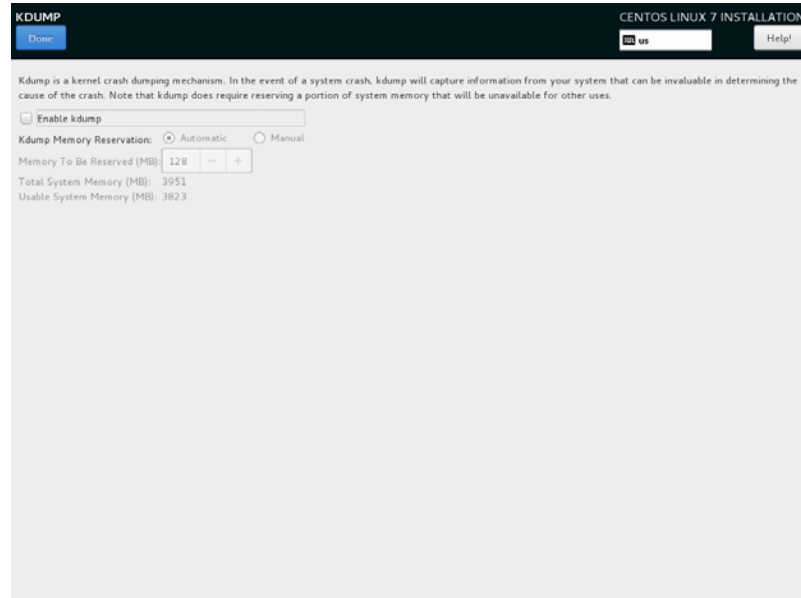 KDUMP
CENTOS LINUX 7 INSTALLATION
Done
us
Help!
Kdump is a kernel crash dumping mechanism. In the event of a system crash, kdump will capture information from your system that can be invaluable in determining the
cause of the crash. Note that kdump does require reserving a portion of system memory that will be unavailable for other uses.
Enable kdump
Kdump Memory Reservation: Automatic Manual
Memory To Be Reserved (MB): 128 − +
Total System Memory (MB): 3951
Usable System Memory (MB): 3823